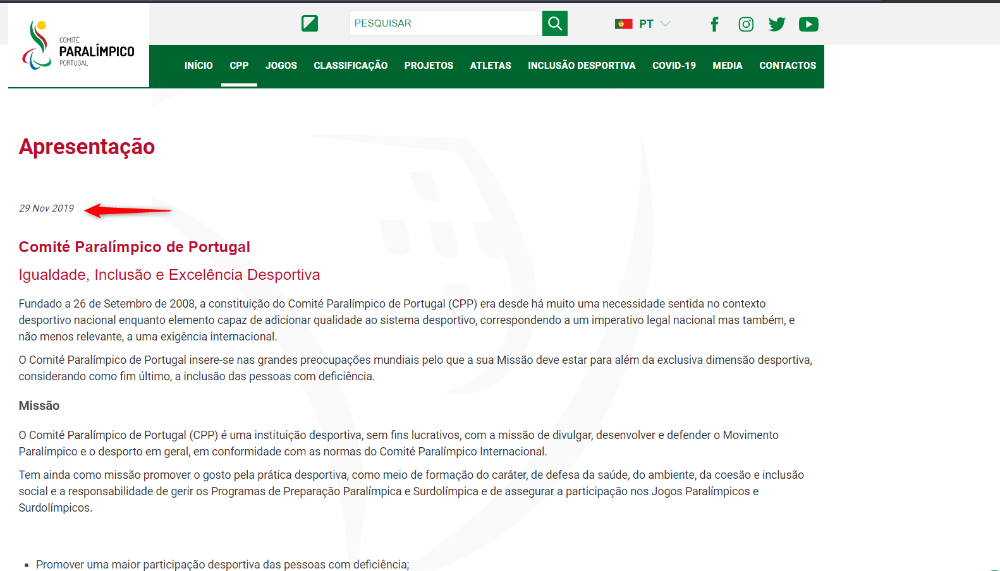 COMITÉ
PARALÍMPICO
PORTUGAL
PESQUISAR
PT
INÍCIO CPP JOGOS CLASSIFICAÇÃO PROJETOS ATLETAS INCLUSÃO DESPORTIVA COVID-19 MEDIA CONTACTOS
Apresentação
29 Nov 2019
Comité Paralímpico de Portugal
Igualdade, Inclusão e Excelência Desportiva
Fundado a 26 de Setembro de 2008, a constituição do Comité Paralímpico de Portugal (CPP) era desde há muito uma necessidade sentida no contexto
desportivo nacional enquanto elemento capaz de adicionar qualidade ao sistema desportivo, correspondendo a um imperativo legal nacional mas também, e
não menos relevante, a uma exigência internacional.
O Comité Paralímpico de Portugal insere-se nas grandes preocupações mundiais pelo que a sua Missão deve estar para além da exclusiva dimensão desportiva,
considerando como fim último, a inclusão das pessoas com deficiência.
Missão
O Comité Paralímpico de Portugal (CPP) é uma instituição desportiva, sem fins lucrativos, com a missão de divulgar, desenvolver e defender o Movimento
Paralímpico e o desporto em geral, em conformidade com as normas do Comité Paralímpico Internacional.
Tem ainda como missão promover o gosto pela prática desportiva, como meio de formação do caráter, de defesa da saúde, do ambiente, da coesão e inclusão
social e a responsabilidade de gerir os Programas de Preparação Paralímpica e Surdolímpica e de assegurar a participação nos Jogos Paralímpicos e
Surdolímpicos.
• Promover uma maior participação desportiva das pessoas com deficiência;